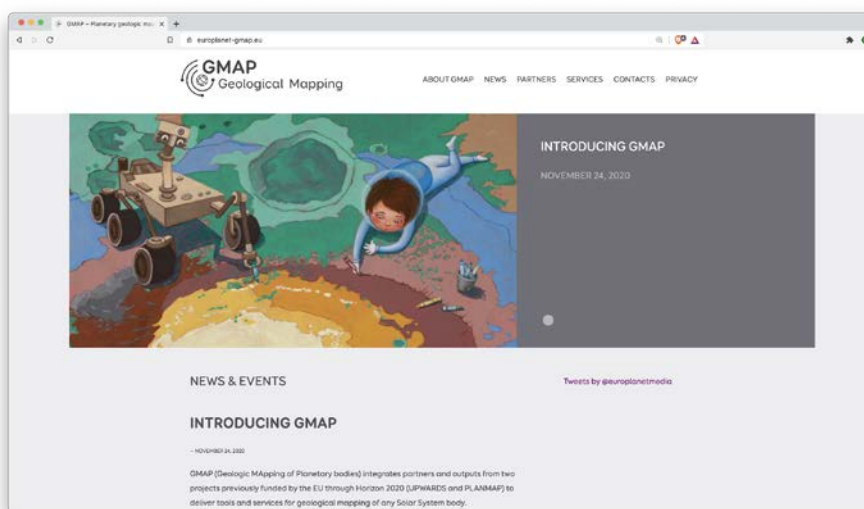 GMAP – Planetary geologic ma
europlanet-gmap.eu
GMAP
Geological Mapping
ABOUT GMAP NEWS PARTNERS SERVICES CONTACTS PRIVACY
INTRODUCING GMAP
NOVEMBER 24, 2020
NEWS & EVENTS
Tweets by @europlanetmedia
INTRODUCING GMAP
– NOVEMBER 24, 2020
GMAP (Geologic MApping of Planetary bodies) integrates partners and outputs from two
projects previously funded by the EU through Horizon 2020 (UPWARDS and PLANMAP) to
deliver tools and services for geological mapping of any Solar System body.